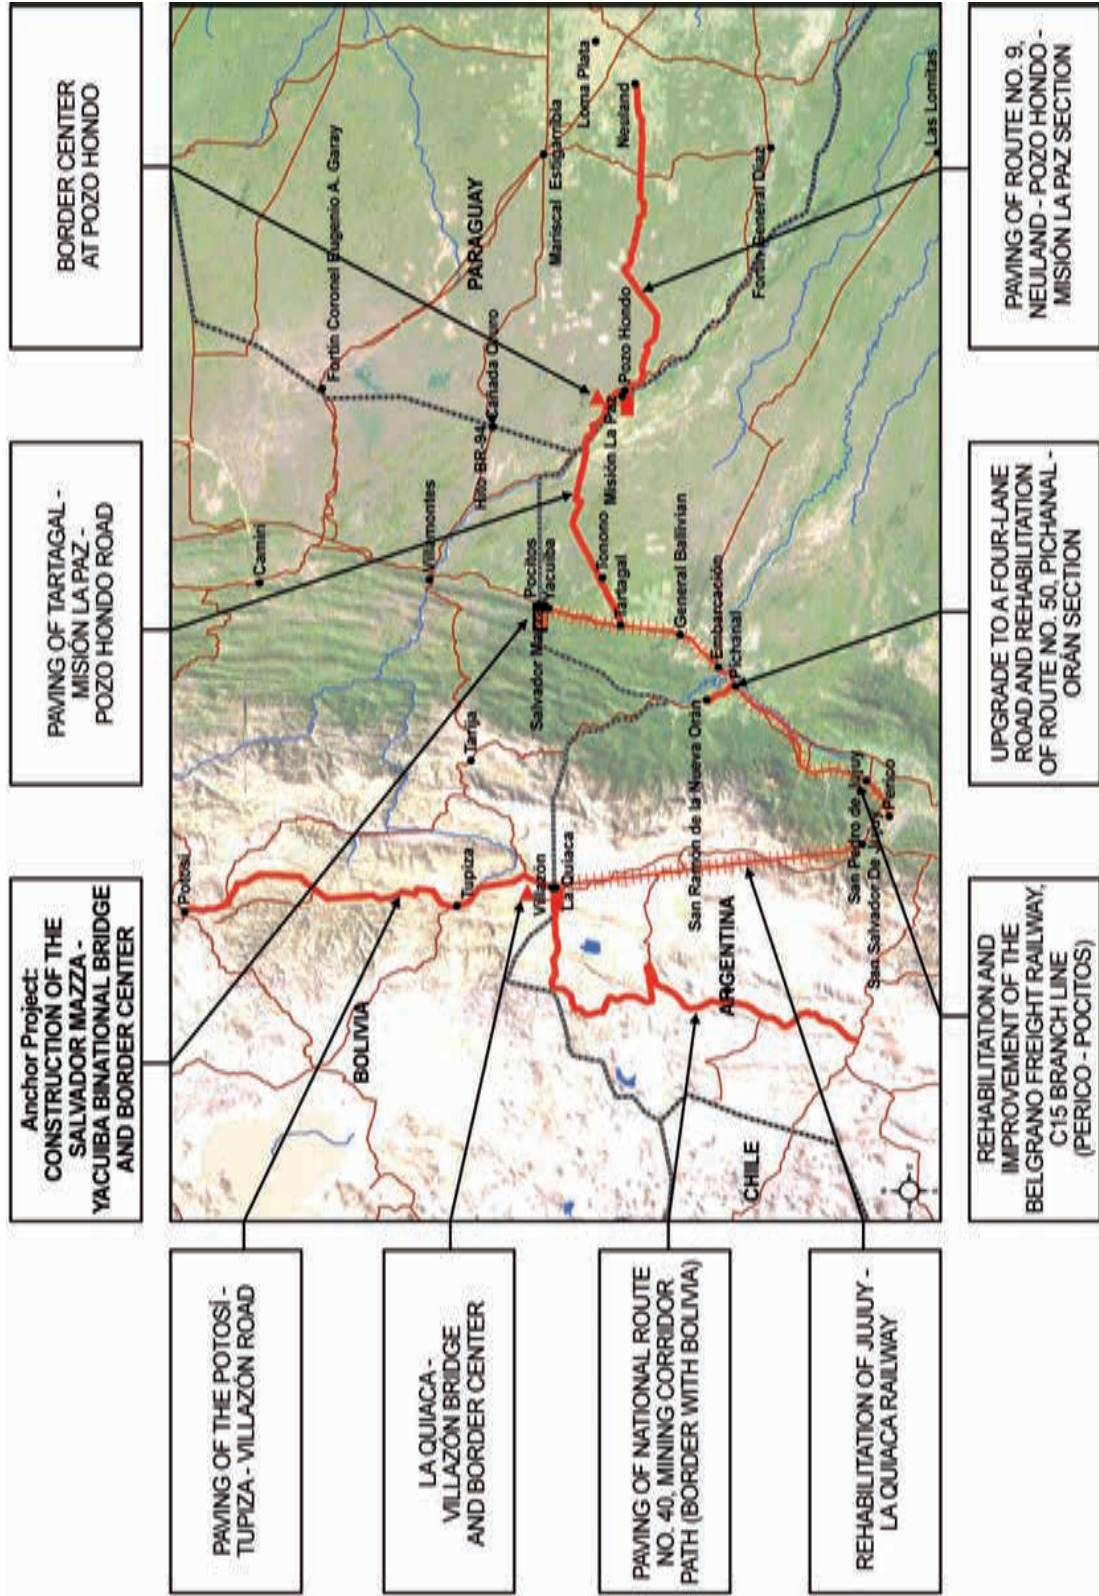 Anchor Project:
CONSTRUCTION OF THE
SALVADOR MAZZA -
YACUIBA BINATIONAL BRIDGE
AND BORDER CENTER
PAVING OF TARTAGAL -
MISIÓN LA PAZ -
POZO HONDO ROAD
BORDER CENTER
AT POZO HONDO
PAVING OF THE POTOSÍ -
TUPIZA - VILLAZÓN ROAD
LA QUIACA -
VILLAZÓN BRIDGE
AND BORDER CENTER
PAVING OF NATIONAL ROUTE
NO. 40, MINING CORRIDOR
PATH (BORDER WITH BOLIVIA)
REHABILITATION OF JUJUY -
LA QUIACA RAILWAY
Potosí
Camiri
Fortín Coronel Eugenio A. Garay
BOLIVIA
Tupiza
Tarija
Villamontes
Hito BR-94
Cañada Oruro
PARAGUAY
Villazón
La Quiaca
Salvador Mazza
Pocitos
Yacuiba
Mariscal Estigarribia
Loma Plata
Tonono
Tartagal
Misión La Paz
Pozo Hondo
Neeland
General Ballivian
San Ramón de la Nueva Orán
Embarcación
Pichanal
ARGENTINA
Fortín General Díaz
CHILE
San Pedro de Jujuy
San Salvador De Jujuy
Perico
Las Lomitas
REHABILITATION AND
IMPROVEMENT OF THE
BELGRANO FREIGHT RAILWAY,
C15 BRANCH LINE
(PERICO - POCITOS)
UPGRADE TO A FOUR-LANE
ROAD AND REHABILITATION
OF ROUTE NO. 50, PICHANAL-
ORÁN SECTION
PAVING OF ROUTE NO. 9,
NEULAND - POZO HONDO -
MISIÓN LA PAZ SECTION